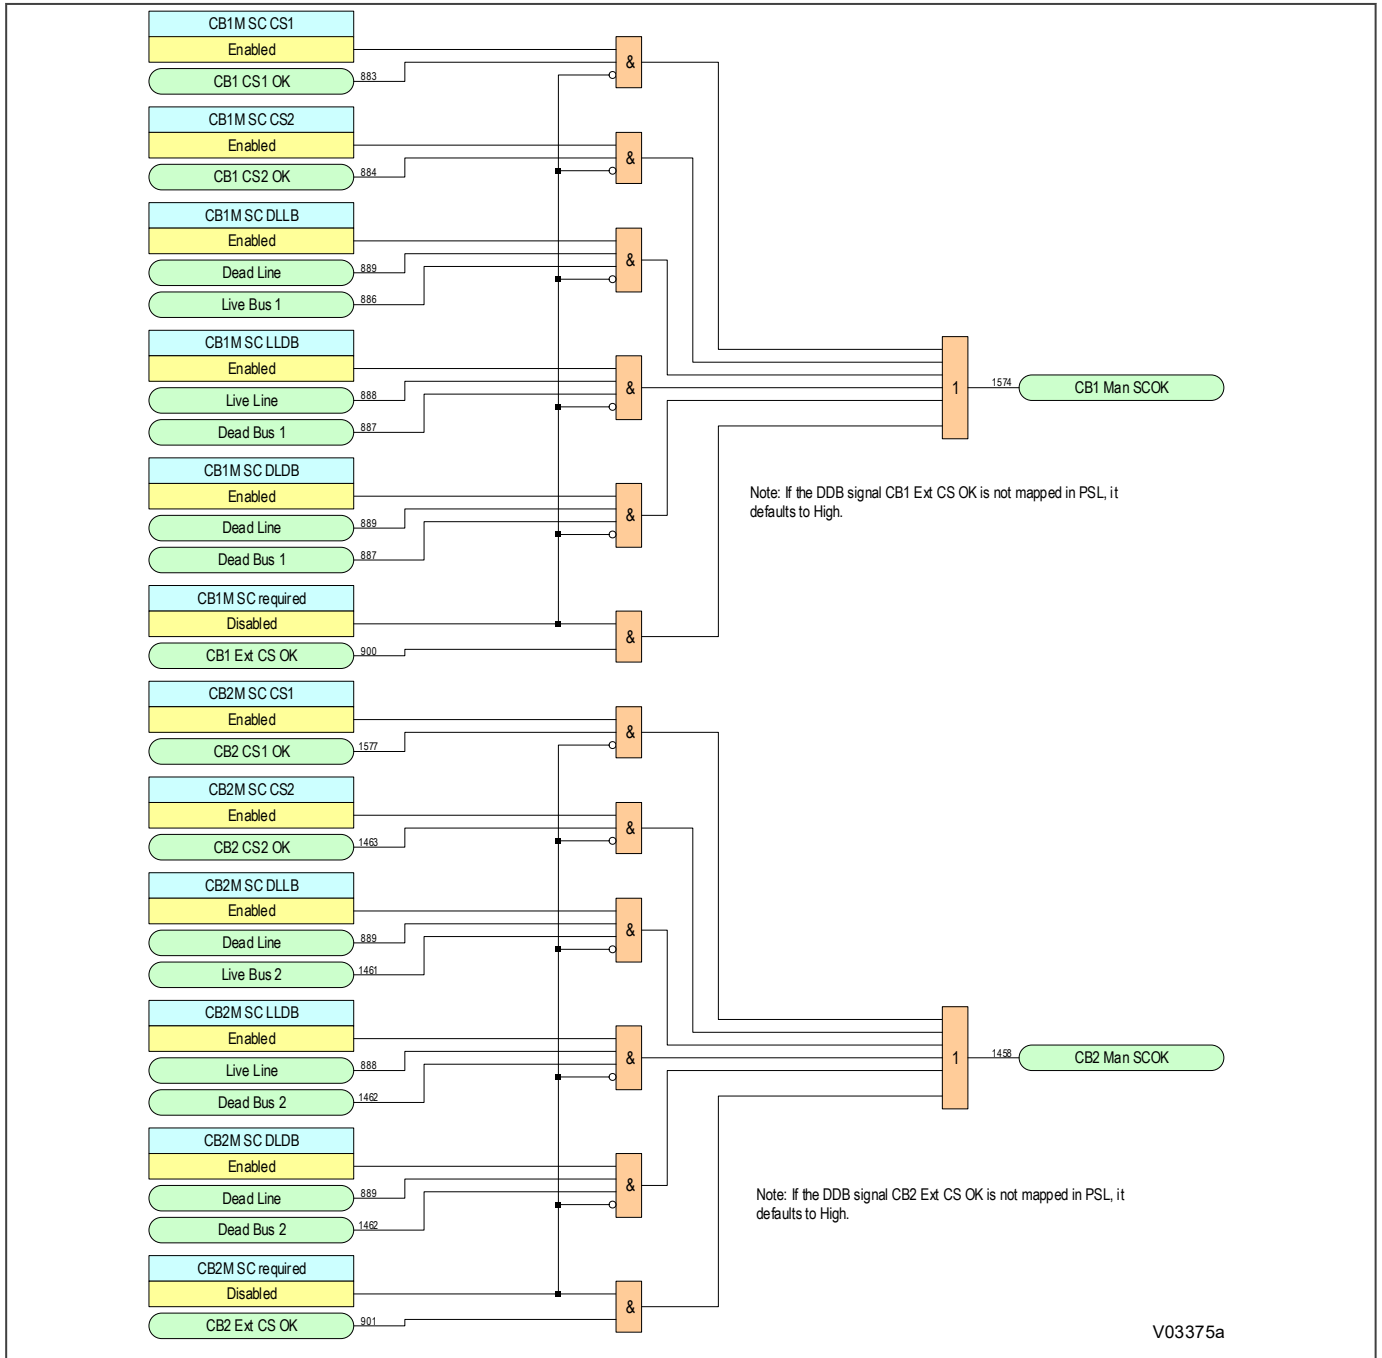 CB1M SC CS1
Enabled
&
CB1 CS1 OK
883
CB1M SC CS2
Enabled
&
CB1 CS2 OK
884
CB1M SC DLLB
Enabled
&
Dead Line
889
Live Bus 1
886
CB1M SC LLDB
Enabled
&
Live Line
888
Dead Bus 1
887
1
1574
CB1 Man SCOK
CB1M SC DLDB
Enabled
&
Dead Line
889
Dead Bus 1
887
Note: If the DDB signal CB1 Ext CS OK is not mapped in PSL, it
defaults to High.
CB1M SC required
Disabled
&
CB1 Ext CS OK
900
CB2M SC CS1
Enabled
&
CB2 CS1 OK
1577
CB2M SC CS2
Enabled
&
CB2 CS2 OK
1463
CB2M SC DLLB
Enabled
&
Dead Line
889
Live Bus 2
1461
CB2M SC LLDB
Enabled
&
Live Line
888
Dead Bus 2
1462
1
1458
CB2 Man SCOK
CB2M SC DLDB
Enabled
&
Dead Line
889
Dead Bus 2
1462
Note: If the DDB signal CB2 Ext CS OK is not mapped in PSL, it
defaults to High.
CB2M SC required
Disabled
&
CB2 Ext CS OK
901
V03375a